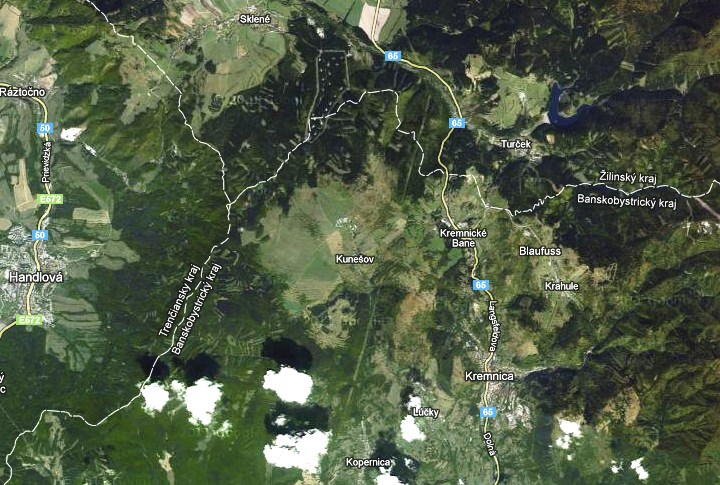 Sklené
65
Ráztočno
50
65
Turček
Prievidzká
Žilinský kraj
Banskobystrický kraj
E572
50
Kremnické
Bane
Blaufuss
Kunešov
Handlová
65
Krahule
Trenčiansky kraj
Banskobystrický kraj
Langsfeldova
E572
Kremnica
ý
c
65
Lúčky
Dolná
Kopernica